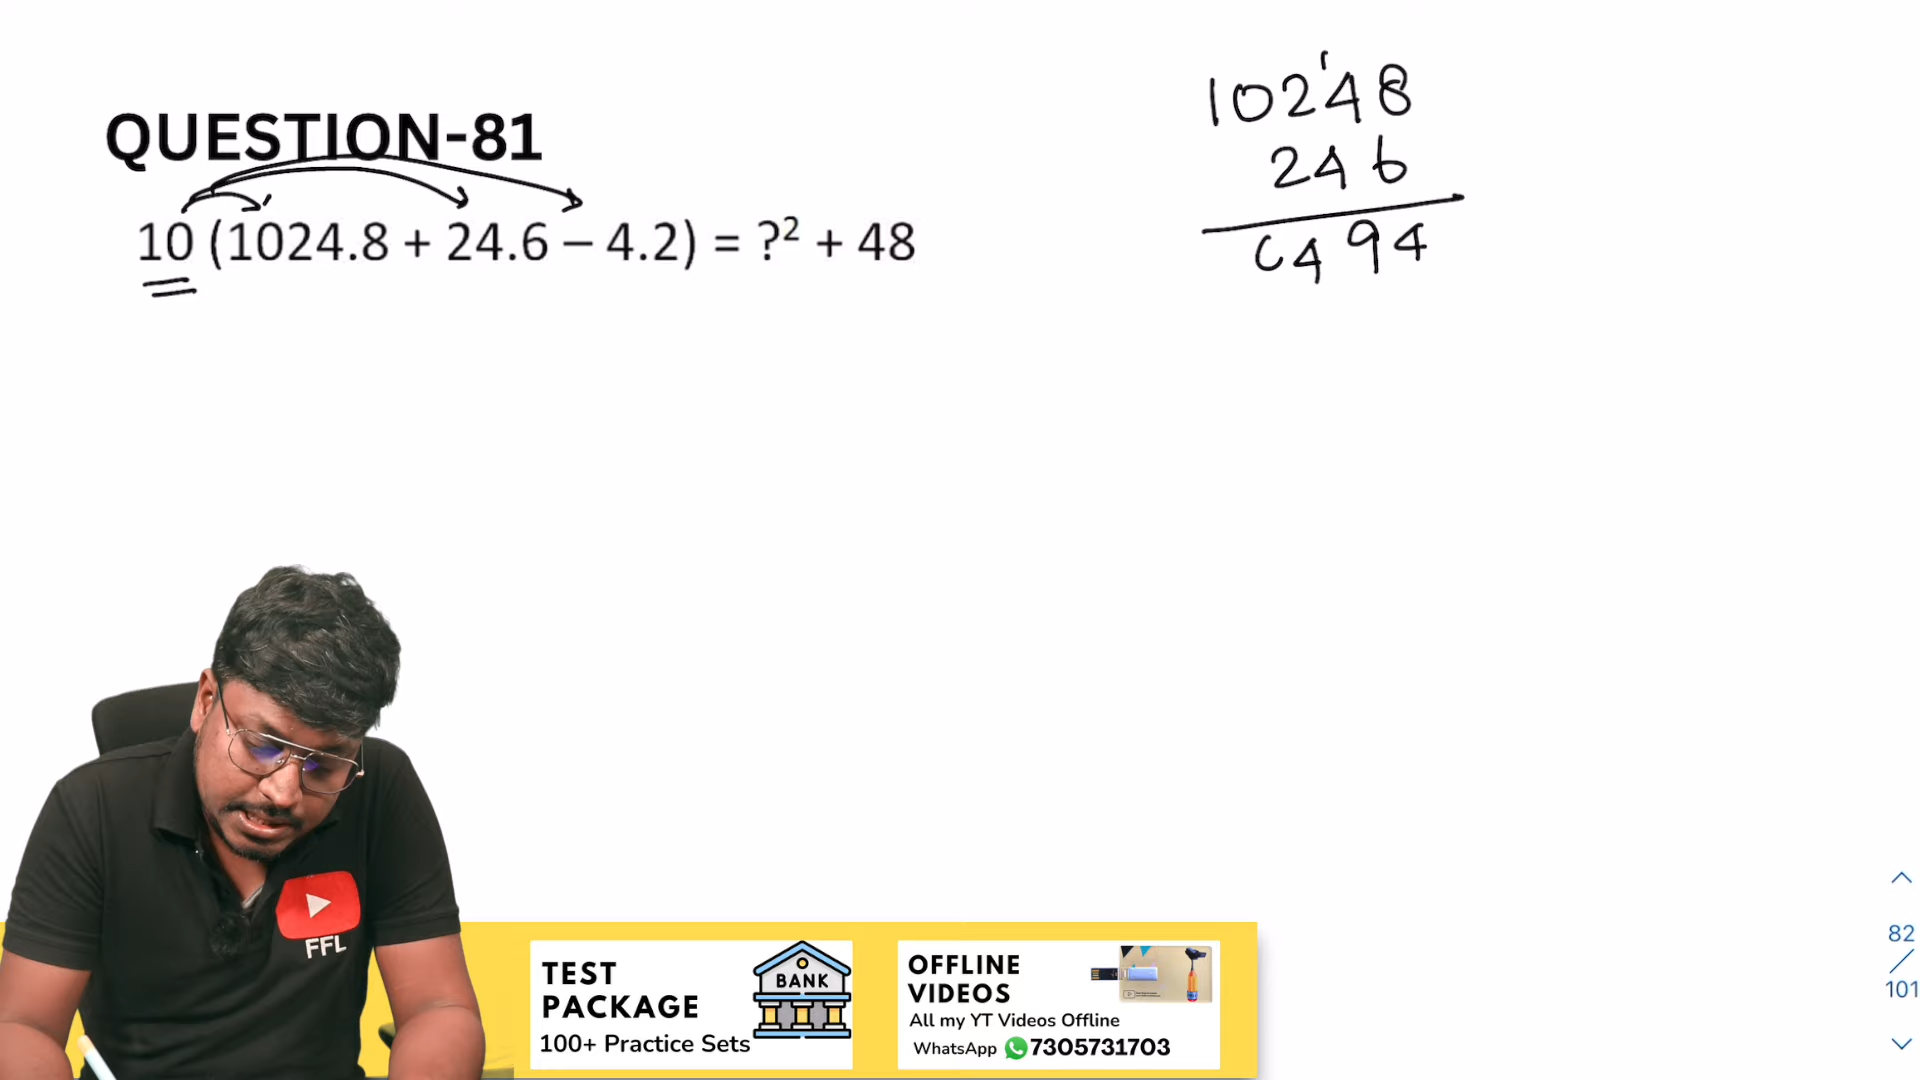 QUESTION-81
10 (1024.8 + 24.6 – 4.2) = ?² + 48
10248
246
494
FFL
TEST
PACKAGE
100+ Practice Sets
BANK
OFFLINE
VIDEOS
All my YT Videos Offline
WhatsApp 7305731703
82
/
101